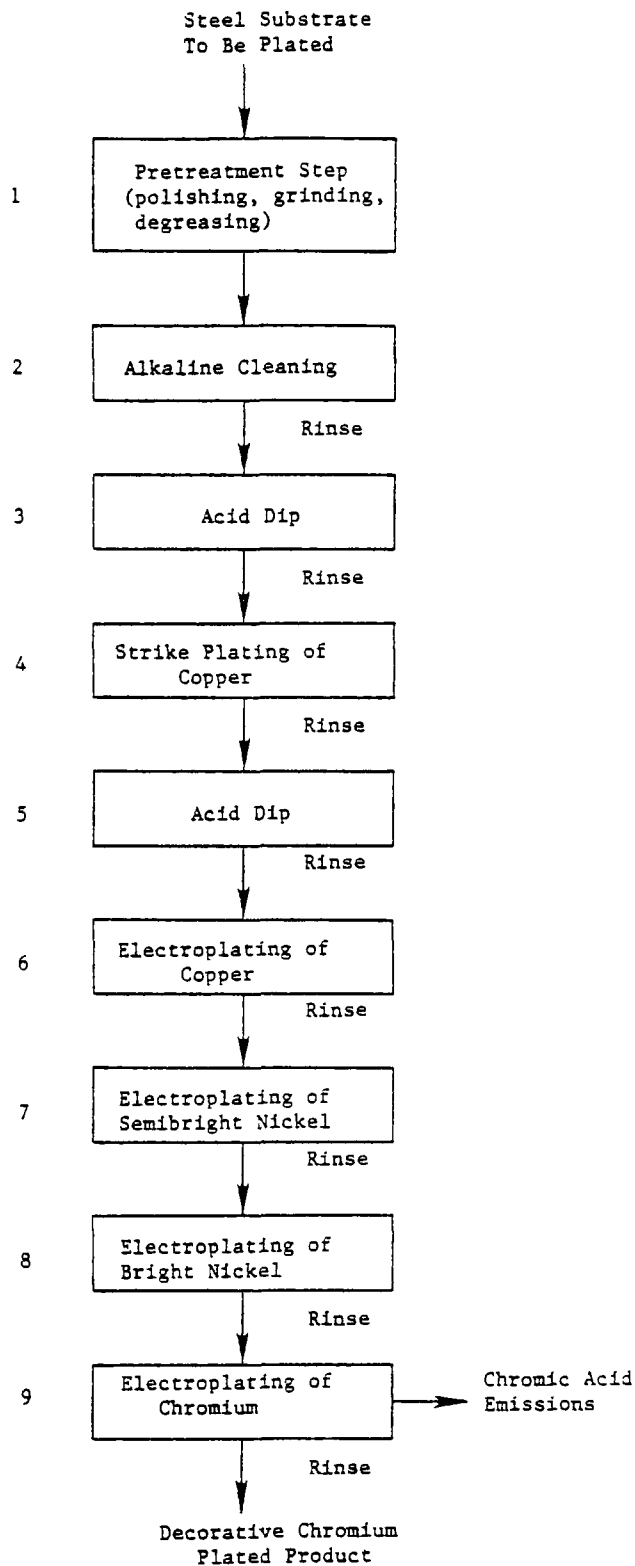 Steel Substrate
To Be Plated
1
Pretreatment Step
(polishing, grinding,
degreasing)
2
Alkaline Cleaning
Rinse
3
Acid Dip
Rinse
4
Strike Plating of
Copper
Rinse
5
Acid Dip
Rinse
6
Electroplating of
Copper
Rinse
7
Electroplating of
Semibright Nickel
Rinse
8
Electroplating of
Bright Nickel
Rinse
9
Electroplating of
Chromium
Chromic Acid
Emissions
Rinse
Decorative Chromium
Plated Product